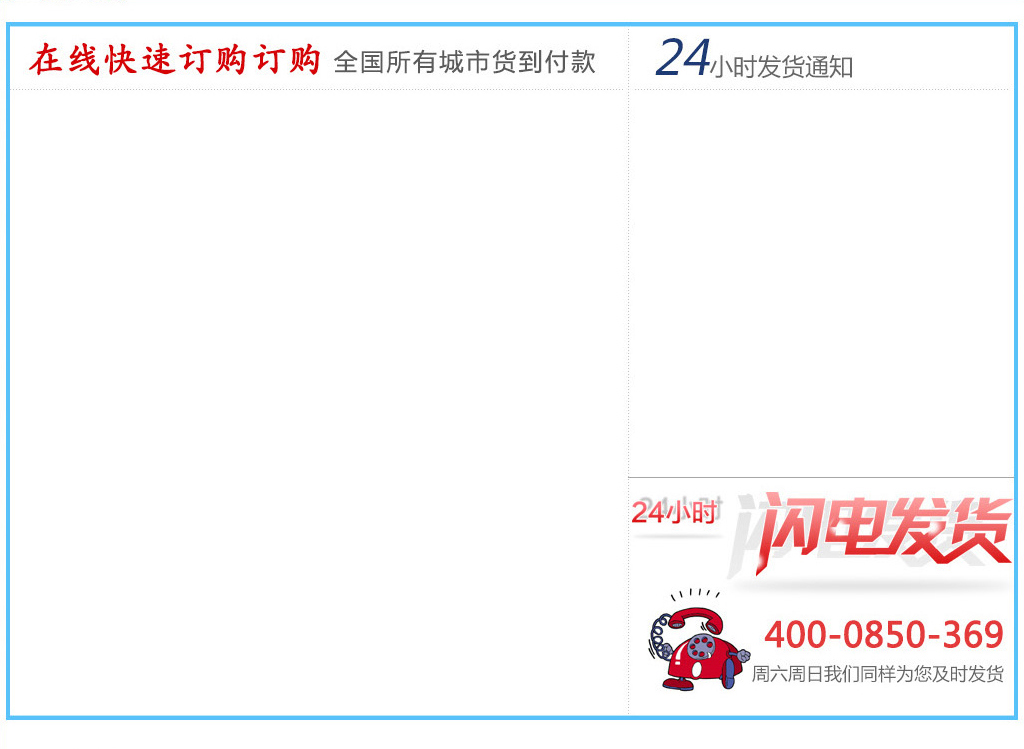 在线快速订购订购 全国所有城市货到付款
24小时发货通知
24小时 闪电发货
400-0850-369
周六周日我们同样为您及时发货